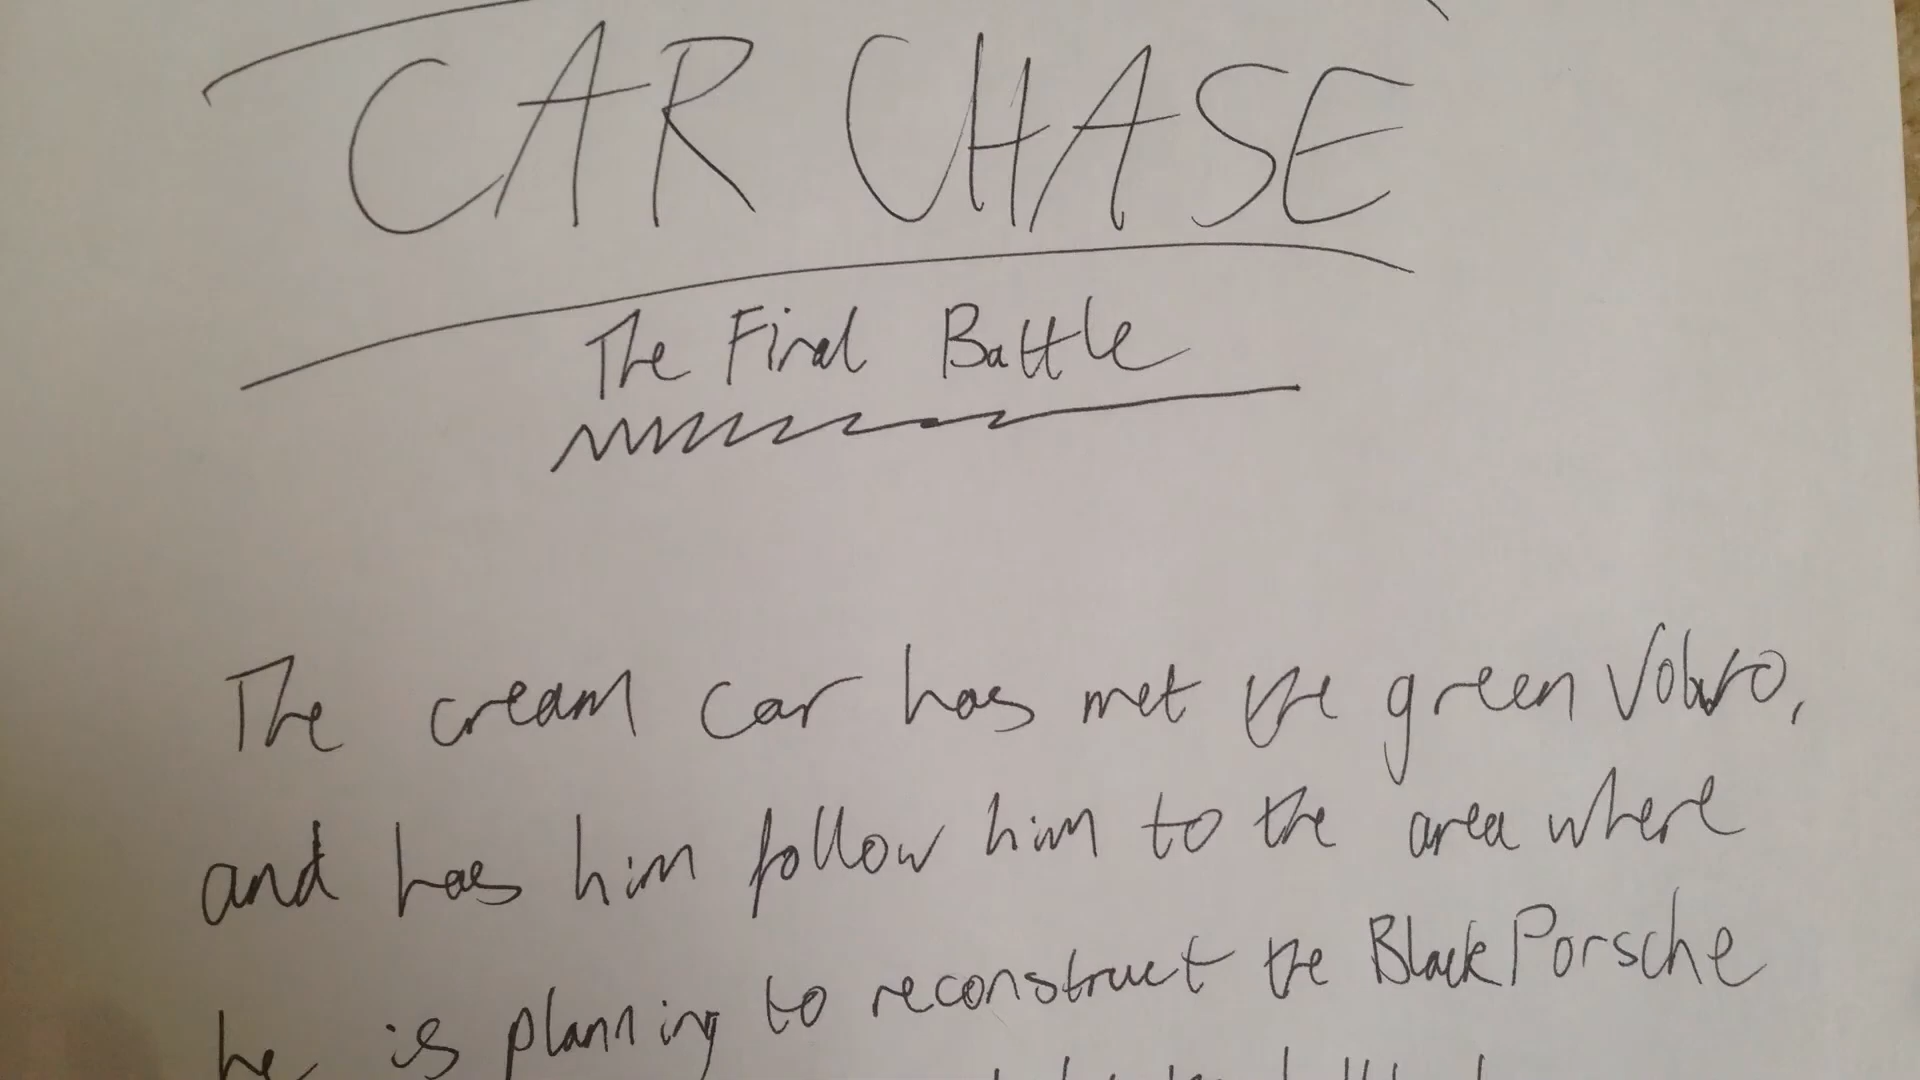 CAR CHASE
The Final Battle
The cream car has met the green Volvo,
and has him follow him to the area where
he is planning to reconstruct the Black Porsche